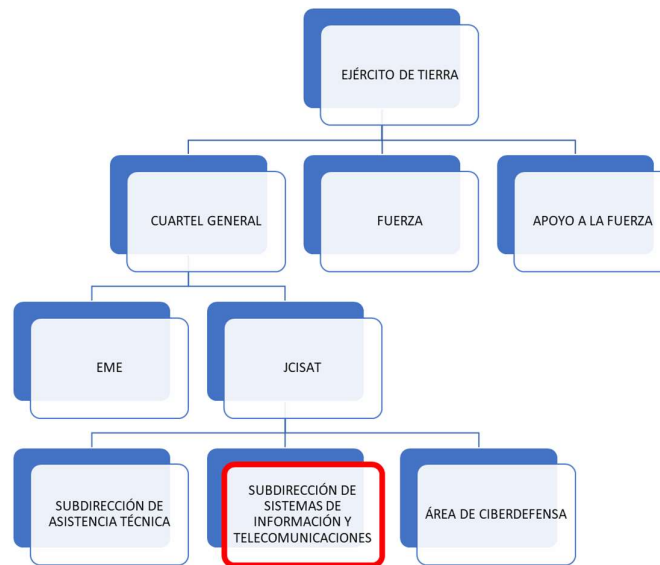 EJÉRCITO DE TIERRA
CUARTEL GENERAL
FUERZA
APOYO A LA FUERZA
EME
JCISAT
SUBDIRECCIÓN DE
ASISTENCIA TÉCNICA
SUBDIRECCIÓN DE
SISTEMAS DE
INFORMACIÓN Y
TELECOMUNICACIONES
ÁREA DE CIBERDEFENSA